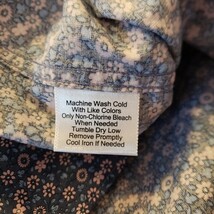 Machine Wash Cold
With Like Colors
Only Non-Chlorine Bleach
When Needed
Tumble Dry Low
Remove Promptly
Cool Iron If Needed